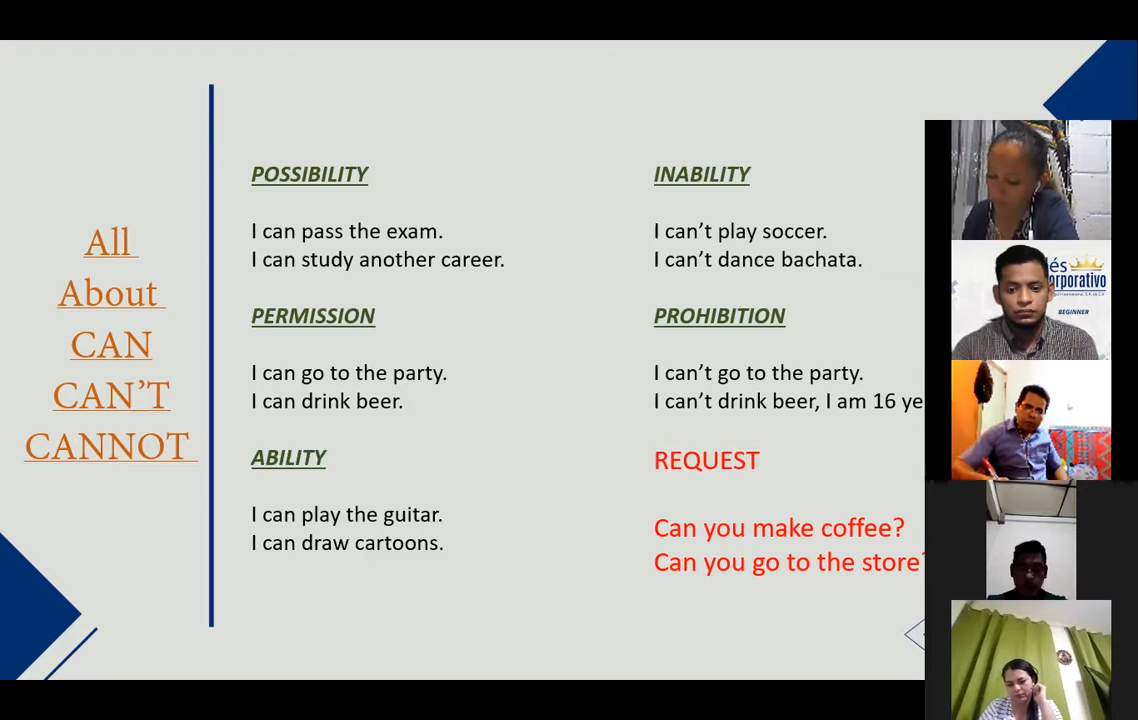 All
About
CAN
CAN’T
CANNOT
POSSIBILITY
I can pass the exam.
I can study another career.
PERMISSION
I can go to the party.
I can drink beer.
ABILITY
I can play the guitar.
I can draw cartoons.
INABILITY
I can’t play soccer.
I can’t dance bachata.
PROHIBITION
I can’t go to the party.
I can’t drink beer, I am 16 ye
REQUEST
Can you make coffee?
Can you go to the store?
lés
orporativo
BEGINNER